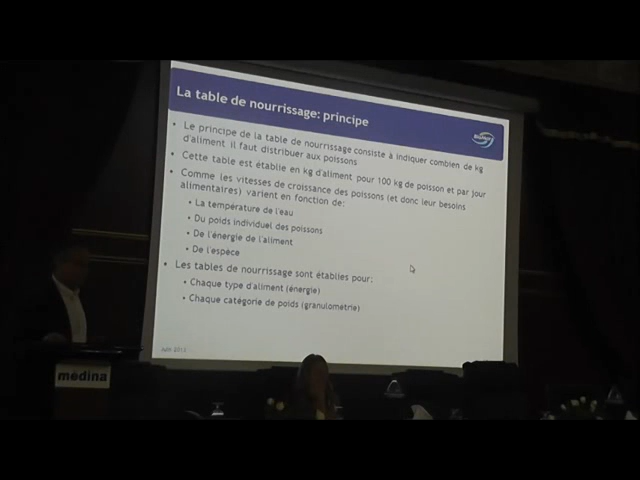 La table de nourrissage: principe
• Le principe de la table de nourrissage consiste à indiquer combien de kg
d'aliment il faut distribuer aux poissons
• Cette table est établie en kg d'aliment pour 100 kg de poisson et par jour
• Comme les vitesses de croissance des poissons (et donc leur besoins
alimentaires) varient en fonction de:
• La température de l'eau
• Du poids individuel des poissons
• De l'énergie de l'aliment
• De l'espèce
• Les tables de nourrissage sont établies pour:
• Chaque type d'aliment (énergie)
• Chaque catégorie de poids (granulométrie)
médina